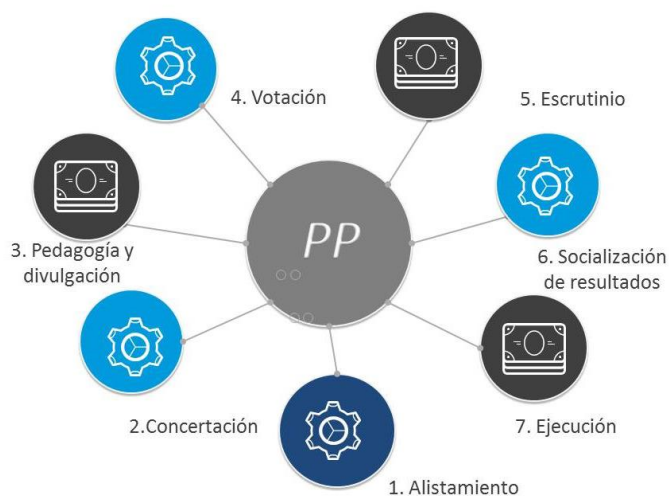 4. Votación
5. Escrutinio
PP
3. Pedagogía y
divulgación
6. Socialización
de resultados
2.Concertación
7. Ejecución
1. Alistamiento